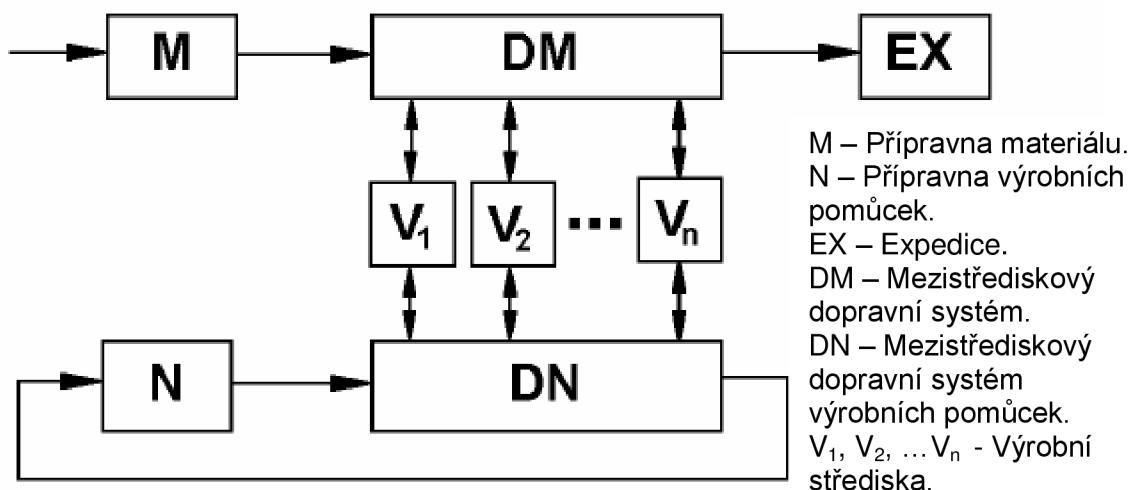 M DM EX
V1 V2 ... Vn
N DN
M – Přípravna materiálu.
N – Přípravna výrobních
pomůcek.
EX – Expedice.
DM – Mezistřediskový
dopravní systém.
DN – Mezistřediskový
dopravní systém
výrobních pomůcek.
V1, V2, …Vn - Výrobní
střediska.